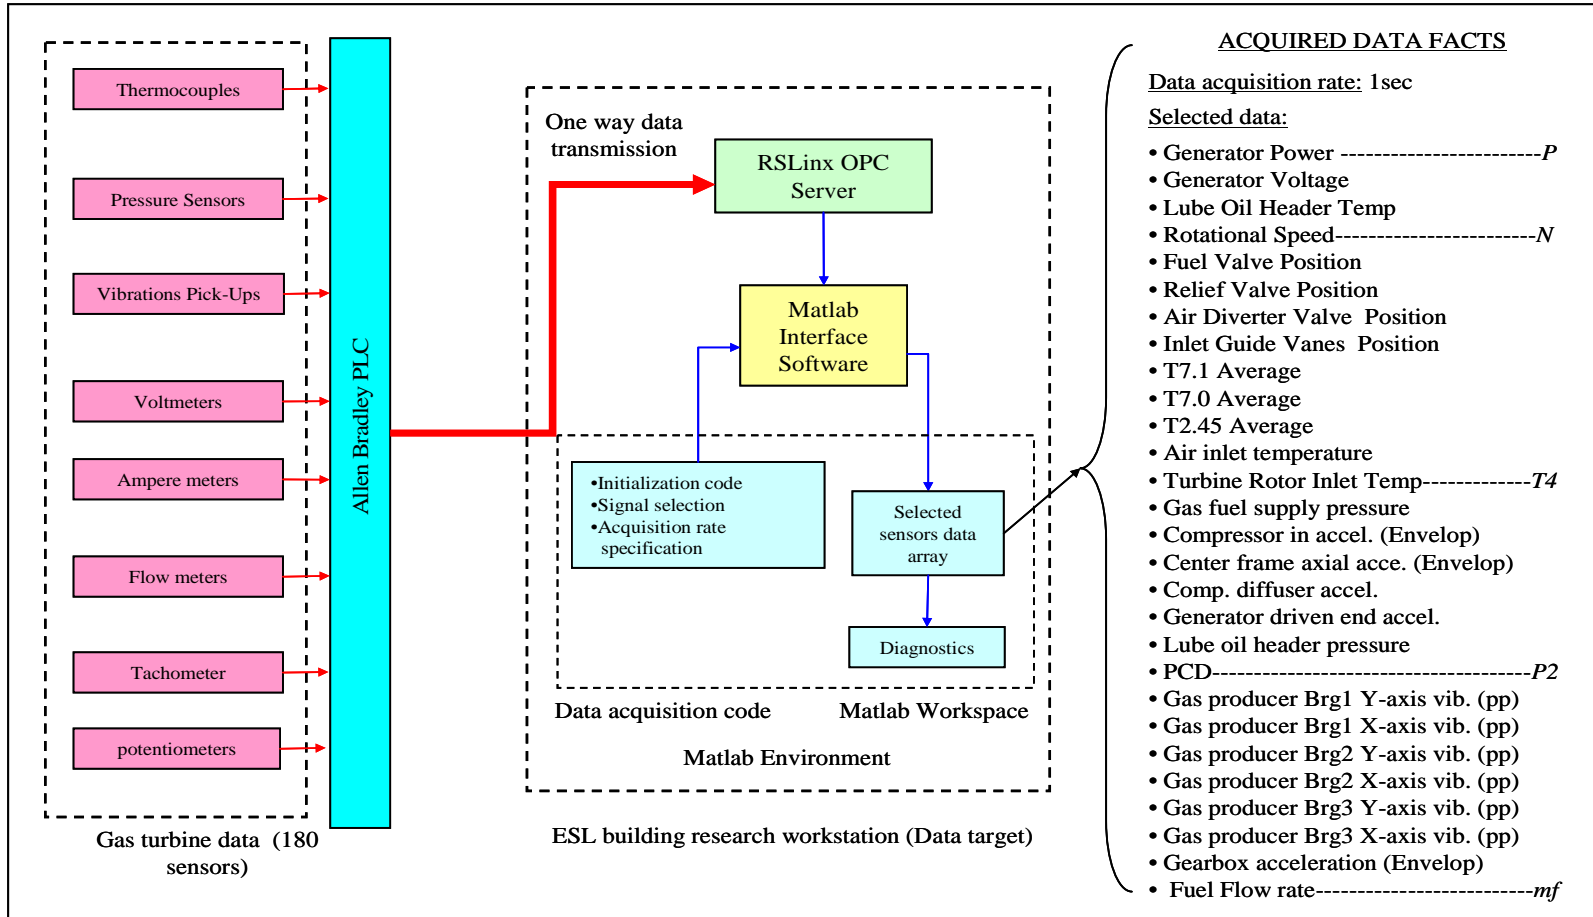 Thermocouples
Pressure Sensors
Vibrations Pick-Ups
Voltmeters
Ampere meters
Flow meters
Tachometer
potentiometers
Gas turbine data (180
sensors)
Allen Bradley PLC
One way data
transmission
RSLinx OPC
Server
Matlab
Interface
Software
•Initialization code
•Signal selection
•Acquisition rate
specification
Selected
sensors data
array
Diagnostics
Data acquisition code
Matlab Workspace
Matlab Environment
ESL building research workstation (Data target)
ACQUIRED DATA FACTS
Data acquisition rate: 1sec
Selected data:
• Generator Power -------------------------P
• Generator Voltage
• Lube Oil Header Temp
• Rotational Speed-------------------------N
• Fuel Valve Position
• Relief Valve Position
• Air Diverter Valve  Position
• Inlet Guide Vanes  Position
• T7.1 Average
• T7.0 Average
• T2.45 Average
• Air inlet temperature
• Turbine Rotor Inlet Temp-------------T4
• Gas fuel supply pressure
• Compressor in accel. (Envelop)
• Center frame axial acce. (Envelop)
• Comp. diffuser accel.
• Generator driven end accel.
• Lube oil header pressure
• PCD---------------------------------------P2
• Gas producer Brg1 Y-axis vib. (pp)
• Gas producer Brg1 X-axis vib. (pp)
• Gas producer Brg2 Y-axis vib. (pp)
• Gas producer Brg2 X-axis vib. (pp)
• Gas producer Brg3 Y-axis vib. (pp)
• Gas producer Brg3 X-axis vib. (pp)
• Gearbox acceleration (Envelop)
• Fuel Flow rate--------------------------mf